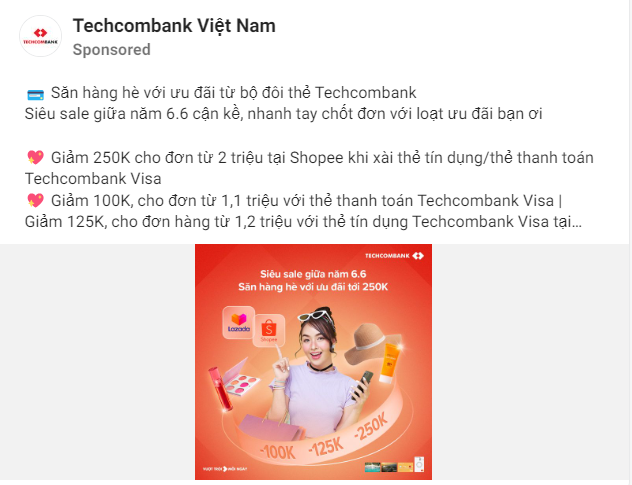 Techcombank Việt Nam
TECHCOMBANK
Sponsored
Săn hàng hè với ưu đãi từ bộ đôi thẻ Techcombank
Siêu sale giữa năm 6.6 cận kề, nhanh tay chốt đơn với loạt ưu đãi bạn ơi
Giảm 250K cho đơn từ 2 triệu tại Shopee khi xài thẻ tín dụng/thẻ thanh toán
Techcombank Visa
Giảm 100K, cho đơn từ 1,1 triệu với thẻ thanh toán Techcombank Visa |
Giảm 125K, cho đơn hàng từ 1,2 triệu với thẻ tín dụng Techcombank Visa tại…
TECHCOMBANK
Siêu sale giữa năm 6.6
Săn hàng hè với ưu đãi tới 250K
Lazada
Shopee
-100K
-125K
-250K
VƯỢT TRỘI
MỖI NGÀY